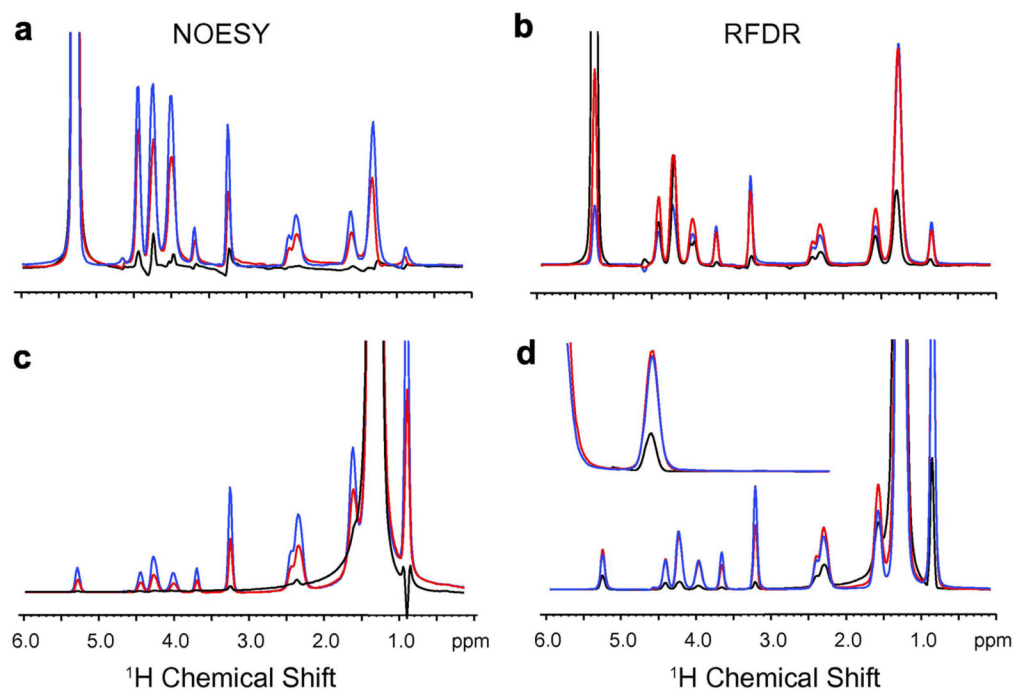 a NOESY b RFDR
c d
6.0 5.0 4.0 3.0 2.0 1.0 ppm 6.0 5.0 4.0 3.0 2.0 1.0 ppm
¹H Chemical Shift ¹H Chemical Shift